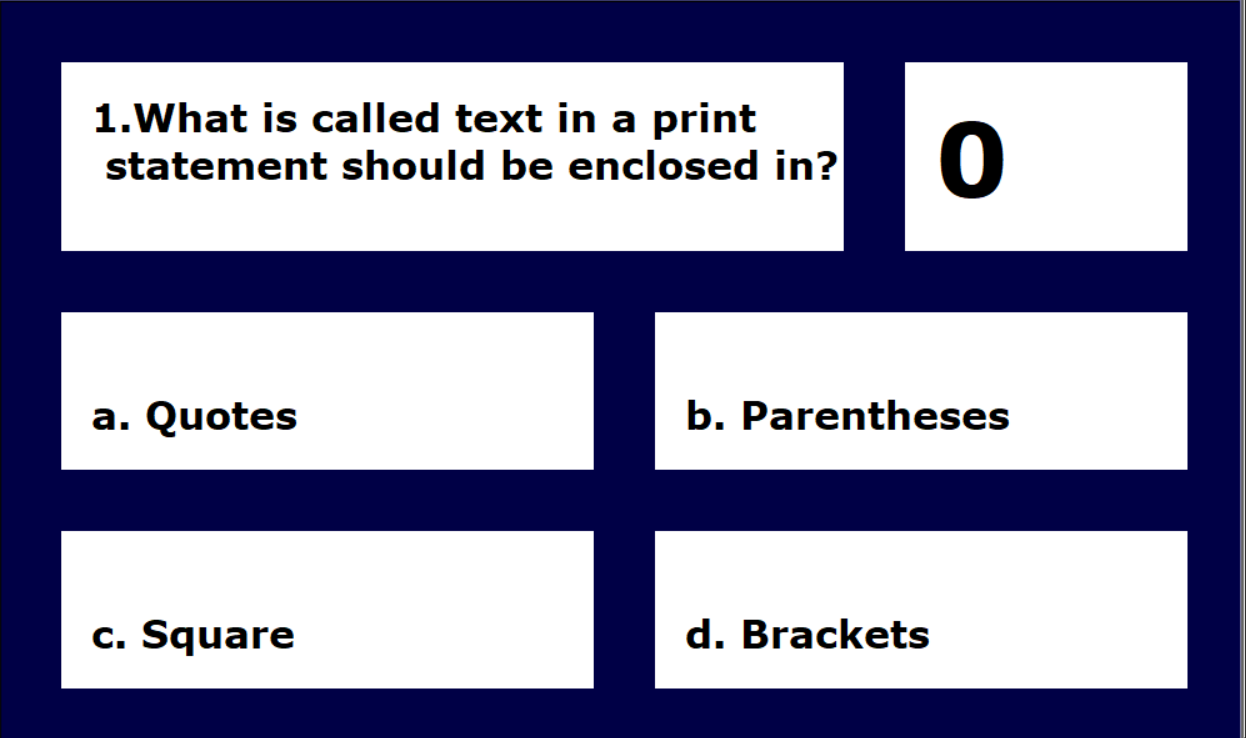 1.What is called text in a print
statement should be enclosed in?
0
a. Quotes
b. Parentheses
c. Square
d. Brackets